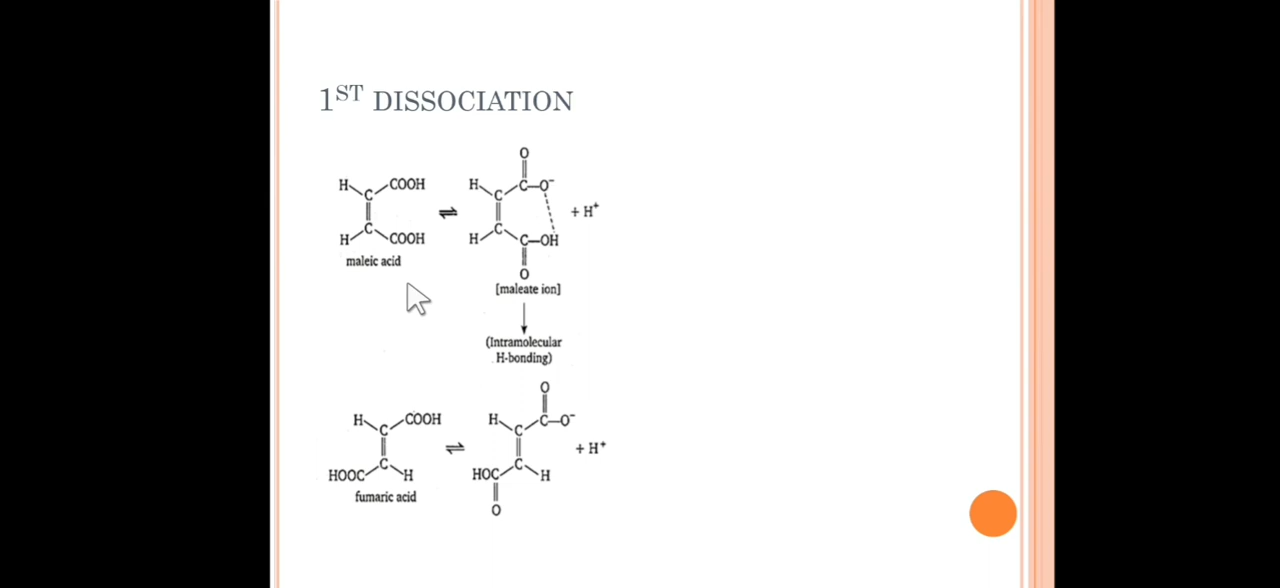 1ST DISSOCIATION
O
H COOH H C—O⁻
C C
+ H⁺
C C
H COOH H C—OH
maleic acid
O
[maleate ion]
(Intramolecular
H-bonding)
O
H COOH H C—O⁻
C C
+ H⁺
C C
HOOC H HOC H
fumaric acid
O